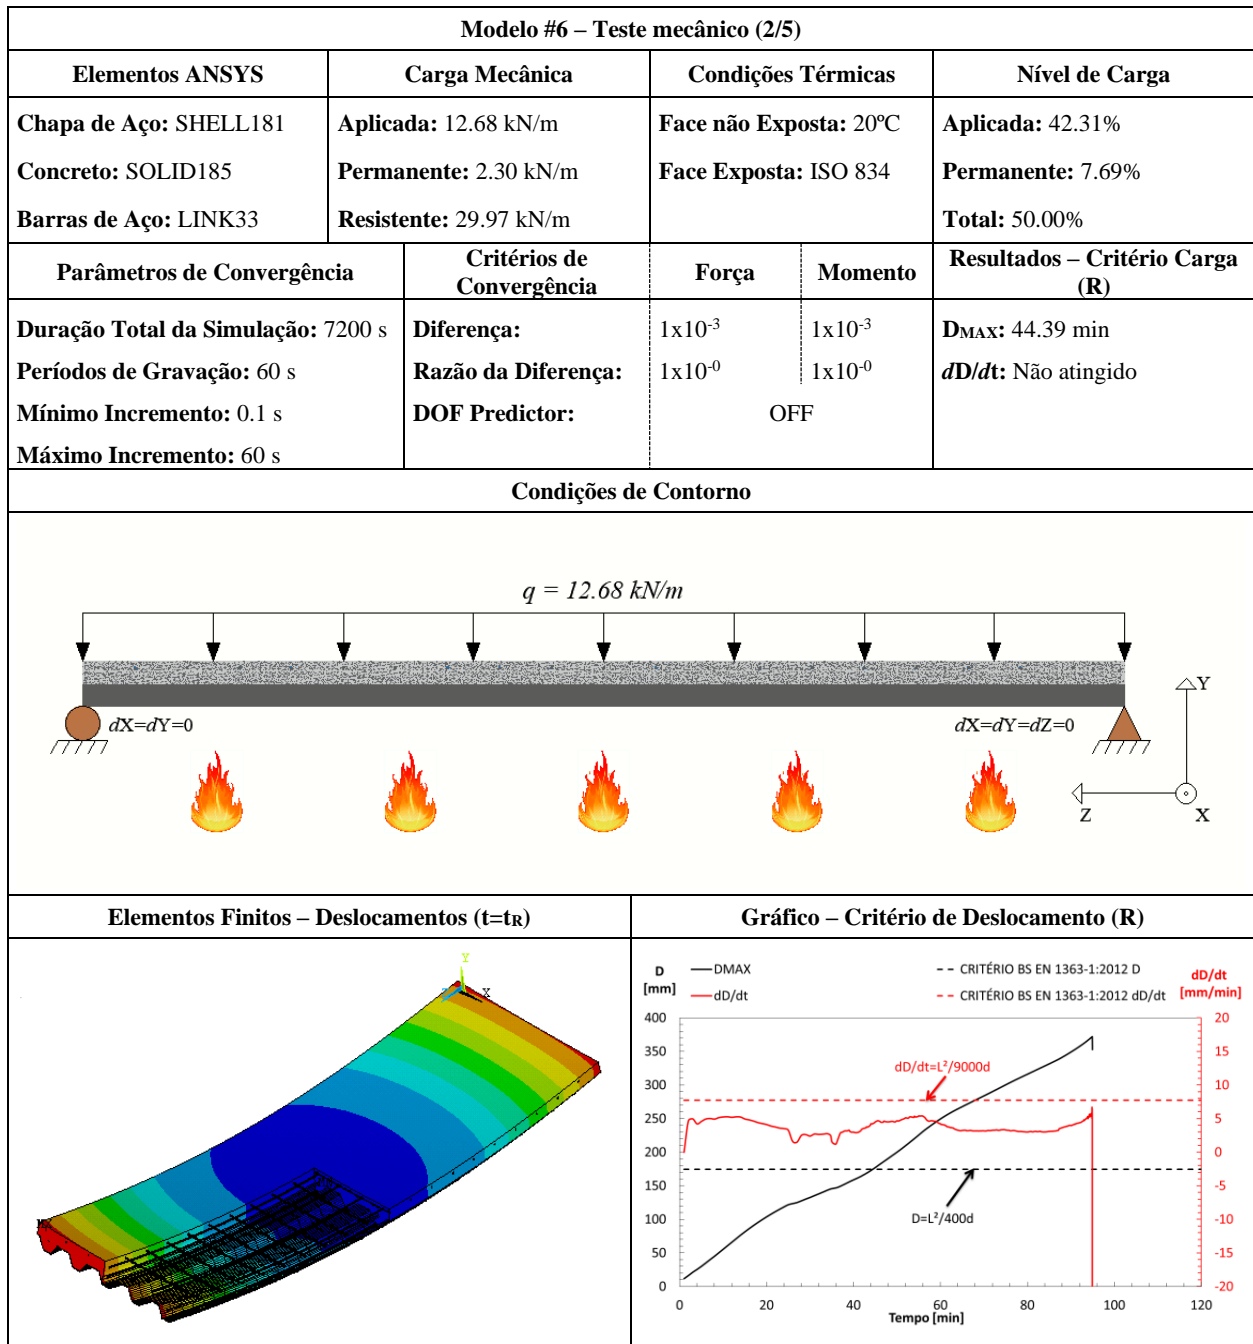 Modelo #6 – Teste mecânico (2/5)
Elementos ANSYS
Carga Mecânica
Condições Térmicas
Nível de Carga
Chapa de Aço: SHELL181
Concreto: SOLID185
Barras de Aço: LINK33
Aplicada: 12.68 kN/m
Permanente: 2.30 kN/m
Resistente: 29.97 kN/m
Face não Exposta: 20ºC
Face Exposta: ISO 834
Aplicada: 42.31%
Permanente: 7.69%
Total: 50.00%
Parâmetros de Convergência
Critérios de
Convergência
Força
Momento
Resultados – Critério Carga
(R)
Duração Total da Simulação: 7200 s
Períodos de Gravação: 60 s
Mínimo Incremento: 0.1 s
Máximo Incremento: 60 s
Diferença: 1x10-3 1x10-3
Razão da Diferença: 1x10-0 1x10-0
DOF Predictor: OFF
DMAX: 44.39 min
dD/dt: Não atingido
Condições de Contorno
q = 12.68 kN/m
dX=dY=0
dX=dY=dZ=0
Y
Z
X
Elementos Finitos – Deslocamentos (t=tR)
Gráfico – Critério de Deslocamento (R)
Y
X
D
[mm]
DMAX
dD/dt
CRITÉRIO BS EN 1363-1:2012 D
CRITÉRIO BS EN 1363-1:2012 dD/dt
dD/dt
[mm/min]
400
350
300
250
200
150
100
50
0
20
15
10
5
0
-5
-10
-15
-20
dD/dt=L²/9000d
D=L²/400d
0 20 40 60 80 100 120
Tempo [min]